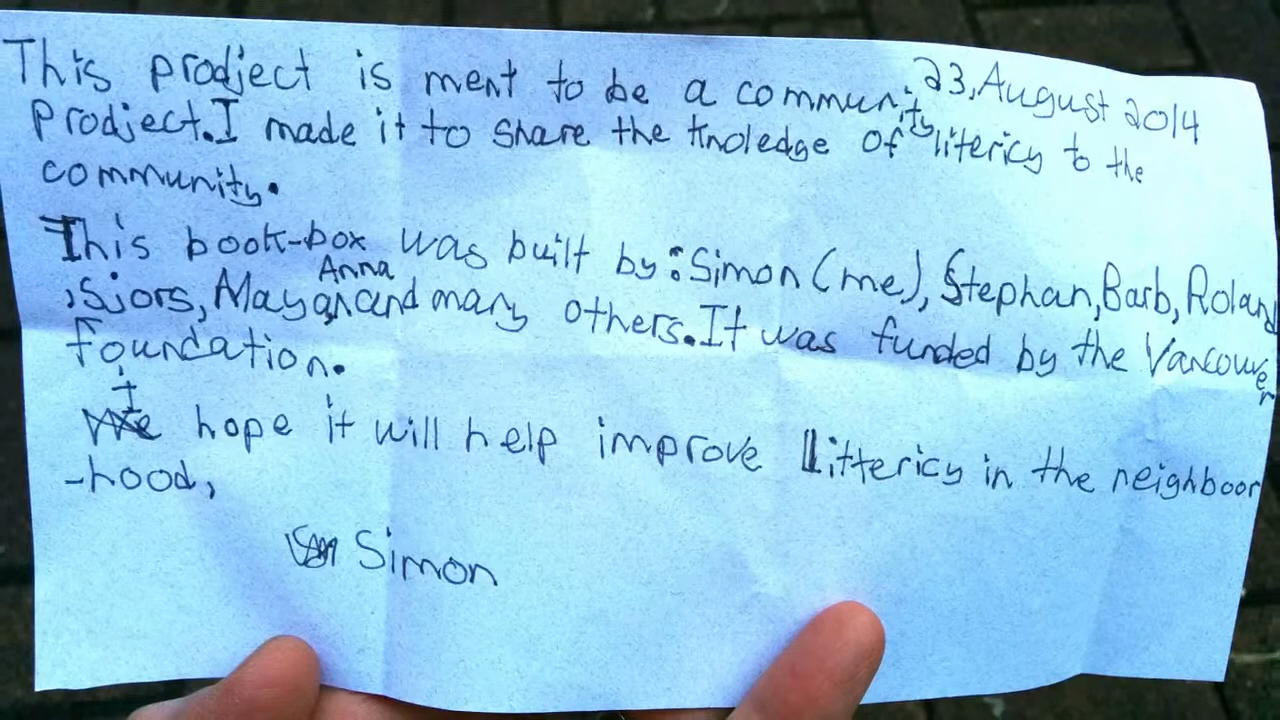 23, August 2014
This prodject is ment to be a community
prodject. I made it to share the knoledge of litericy to the
community.
This book-box was built by: Simon (me), Stephan, Barb, Roland
, Sjors, May Anna and many others. It was funded by the Vancouver
foundation.
I hope it will help improve Littericy in the neighboor
-hood,
Simon